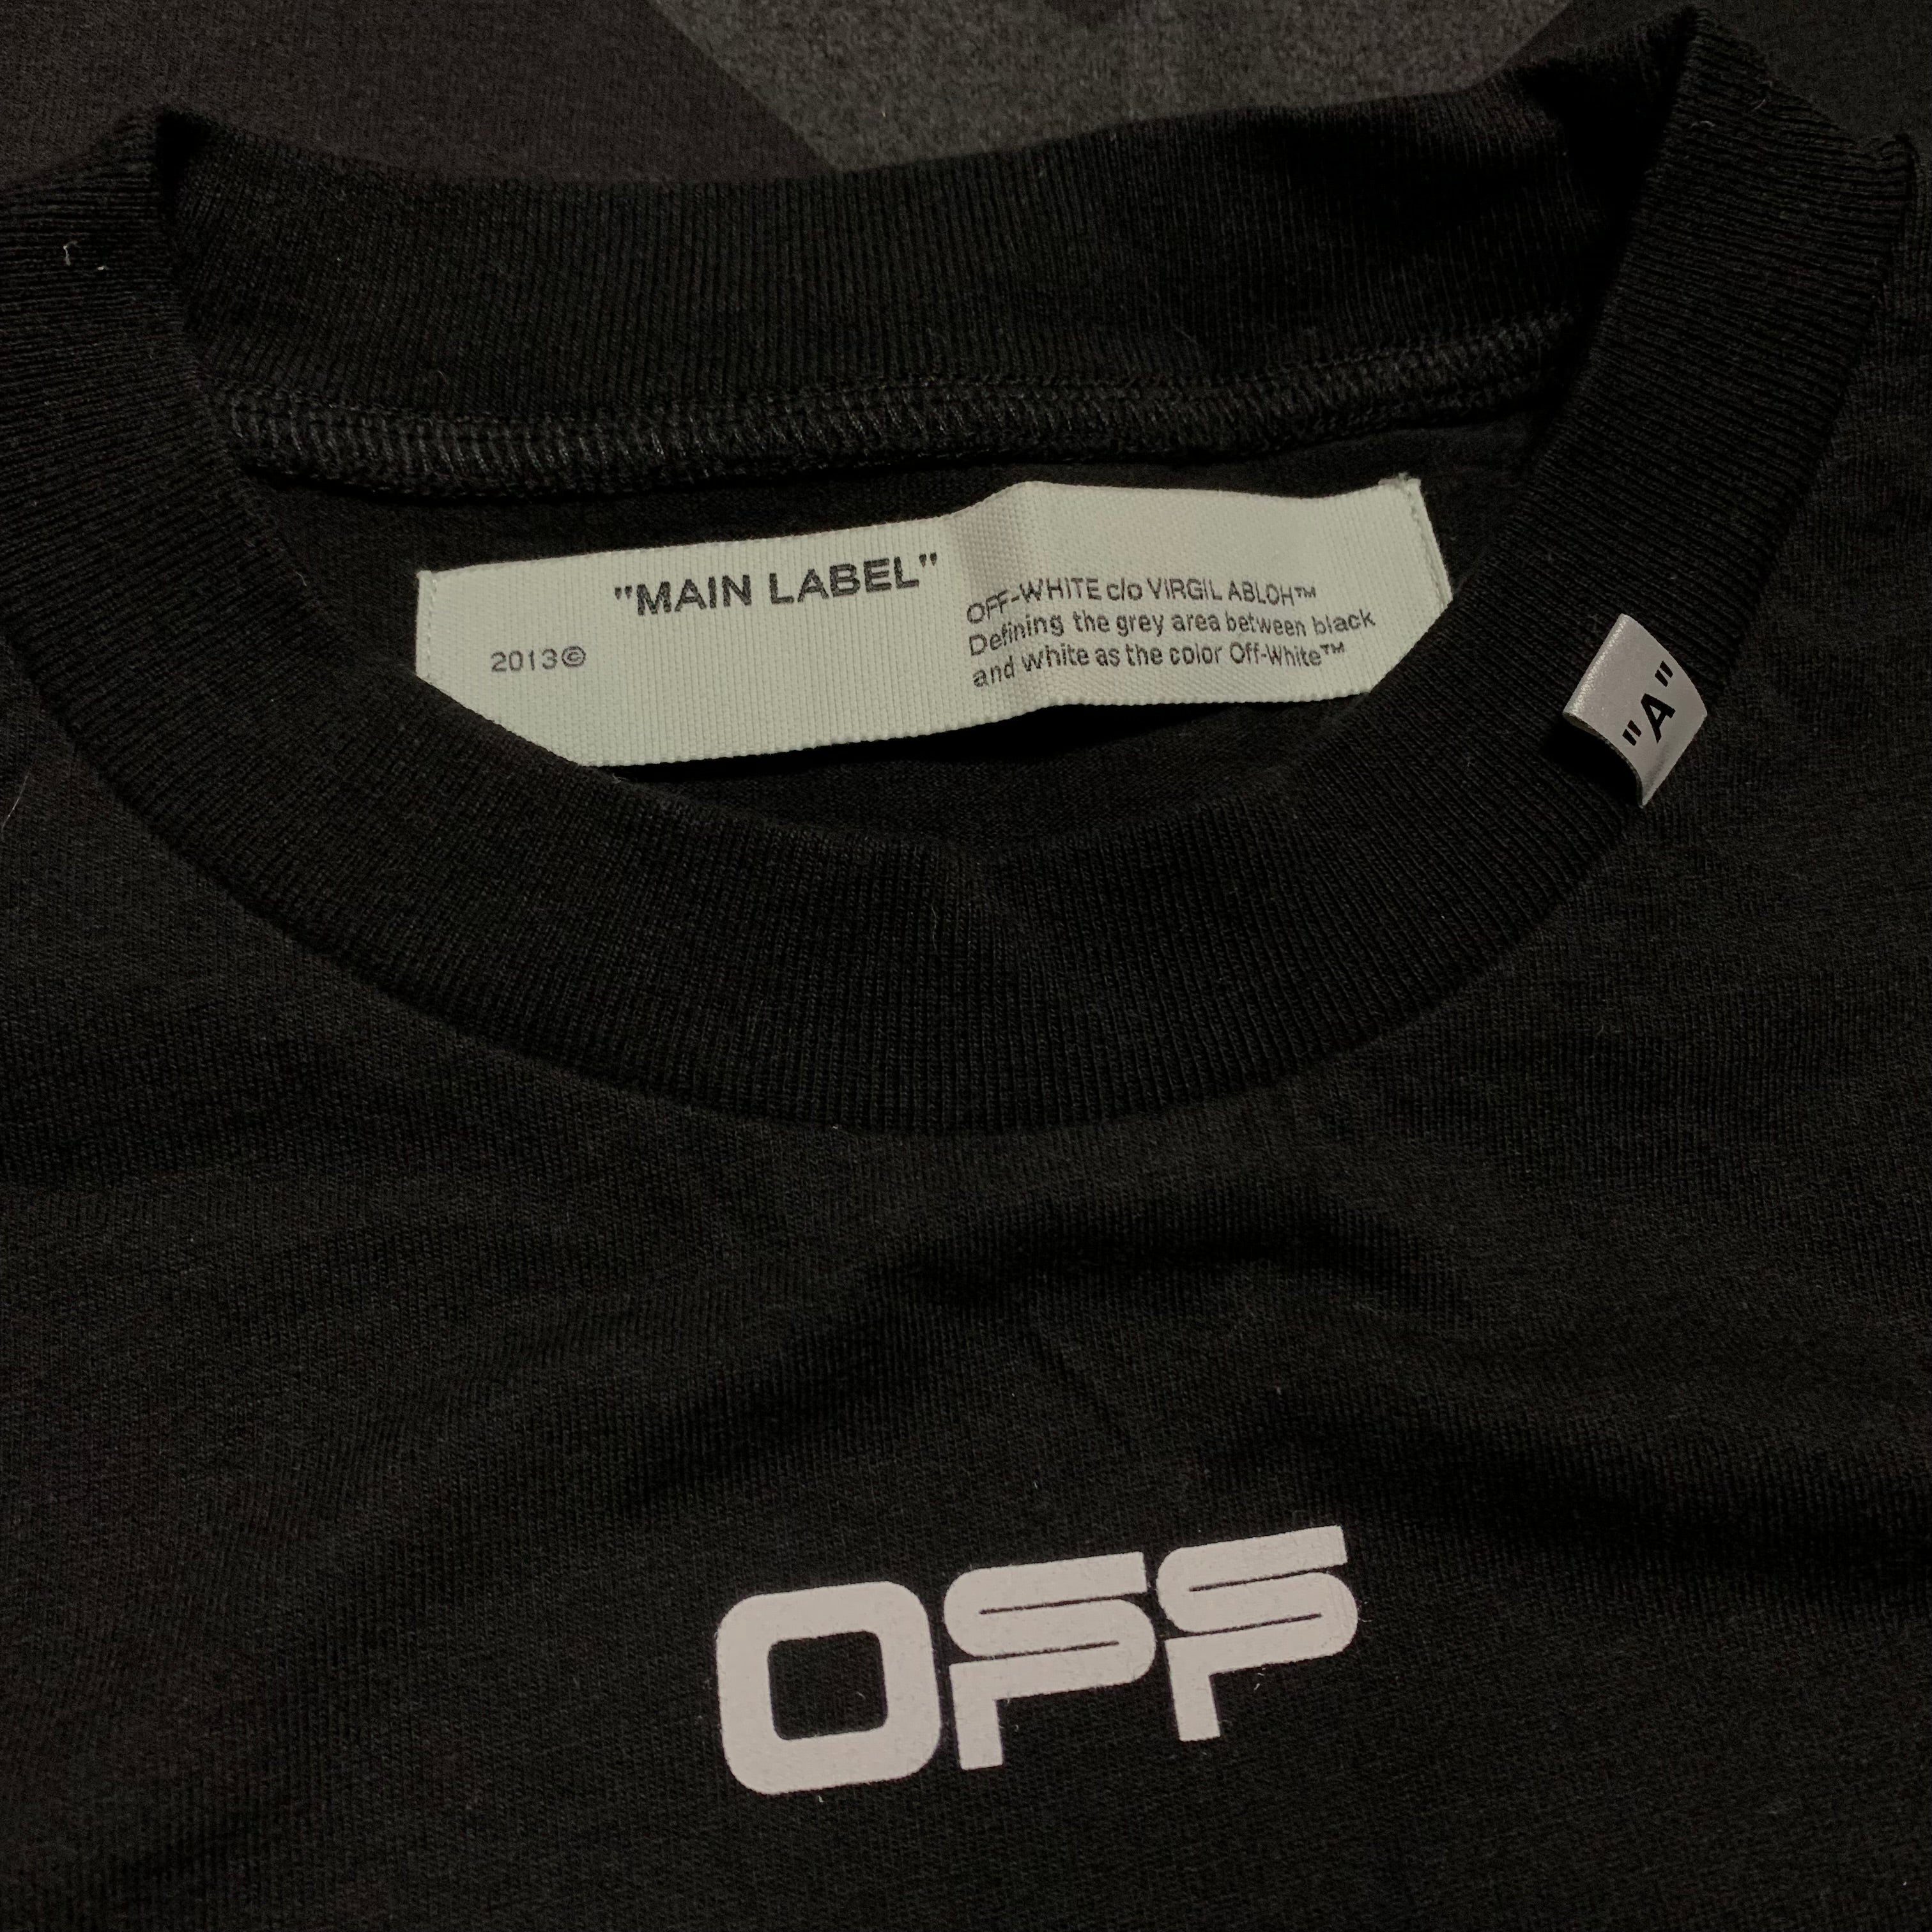 "MAIN LABEL"
2013©
OFF-WHITE c/o VIRGIL ABLOH™
Defining the grey area between black
and white as the color Off-White™
"A"
OFF